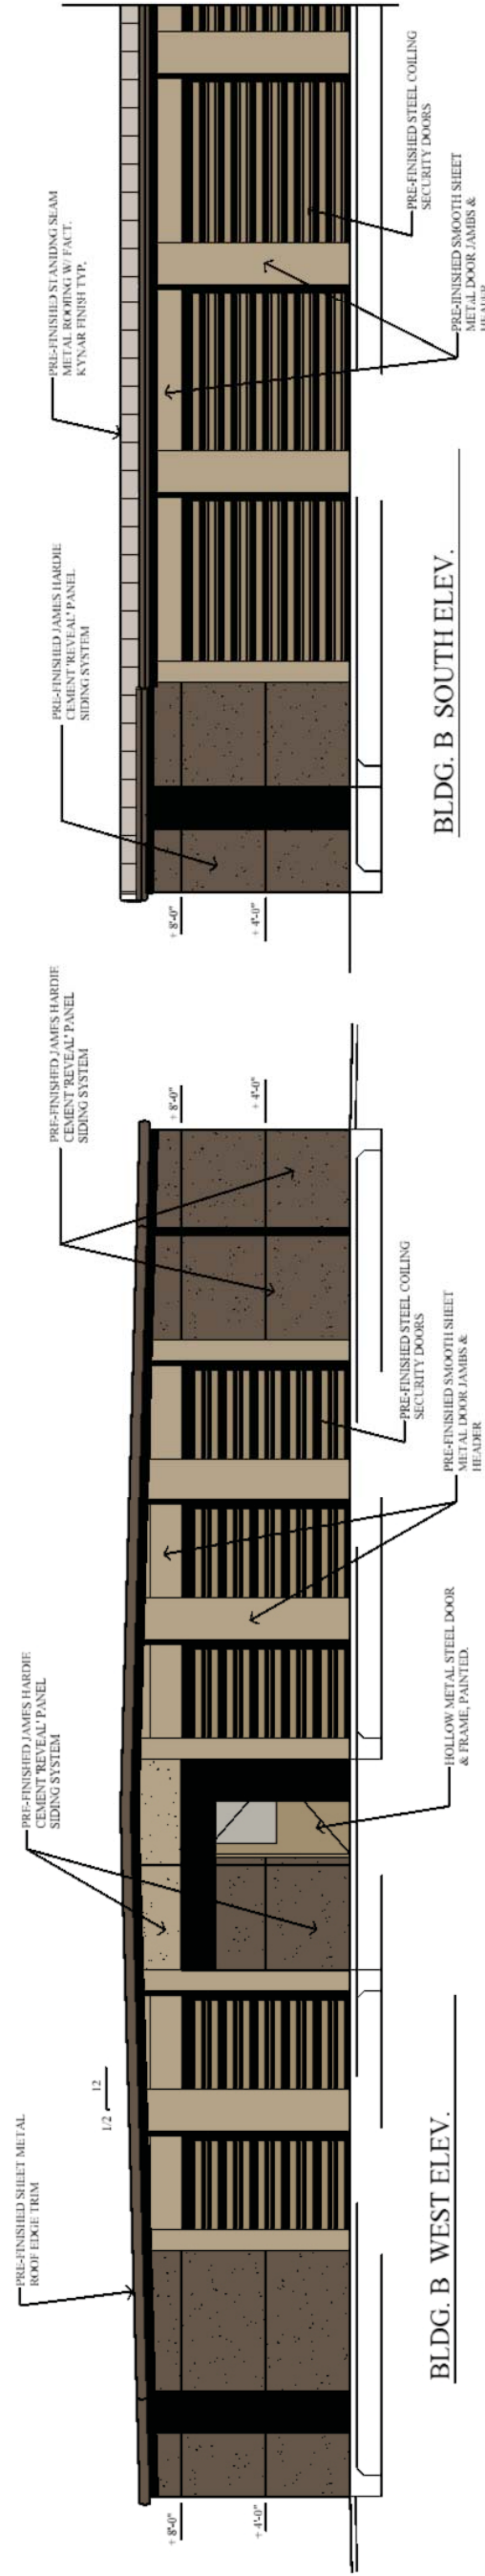 PRE-FINISHED SHEET METAL
ROOF EDGE TRIM
1/2
12
PRE-FINISHED JAMES HARDIE
CEMENT 'REVEAL' PANEL
SIDING SYSTEM
PRE-FINISHED JAMES HARDIE
CEMENT 'REVEAL' PANEL
SIDING SYSTEM
+ 8'-0"
+ 4'-0"
+ 8'-0"
+ 4'-0"
HOLLOW METAL STEEL DOOR
& FRAME, PAINTED.
PRE-FINISHED SMOOTH SHEET
METAL DOOR JAMBS &
HEADER
PRE-FINISHED STEEL COILING
SECURITY DOORS
BLDG. B WEST ELEV.
PRE-FINISHED JAMES HARDIE
CEMENT 'REVEAL' PANEL
SIDING SYSTEM
PRE-FINISHED STANIDNG SEAM
METAL ROOFING W/ FACT.
KYNAR FINISH TYP.
+ 8'-0"
+ 4'-0"
PRE-FINISHED SMOOTH SHEET
METAL DOOR JAMBS &
HEADER
PRE-FINISHED STEEL COILING
SECURITY DOORS
BLDG. B SOUTH ELEV.